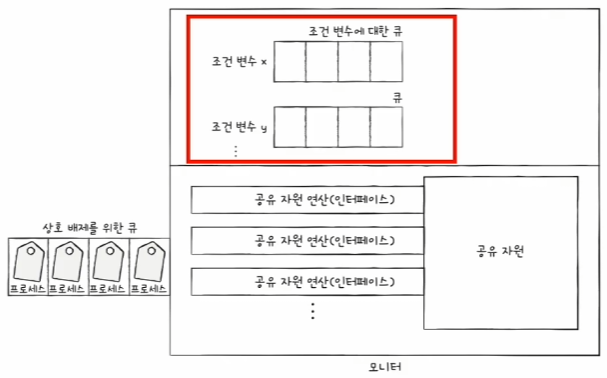 조건 변수에 대한 큐
조건 변수 x
큐
조건 변수 y
⋮
공유 자원 연산(인터페이스)
공유 자원
상호 배제를 위한 큐
공유 자원 연산(인터페이스)
공유 자원 연산(인터페이스)
프로세스 프로세스 프로세스 프로세스
⋮
모니터